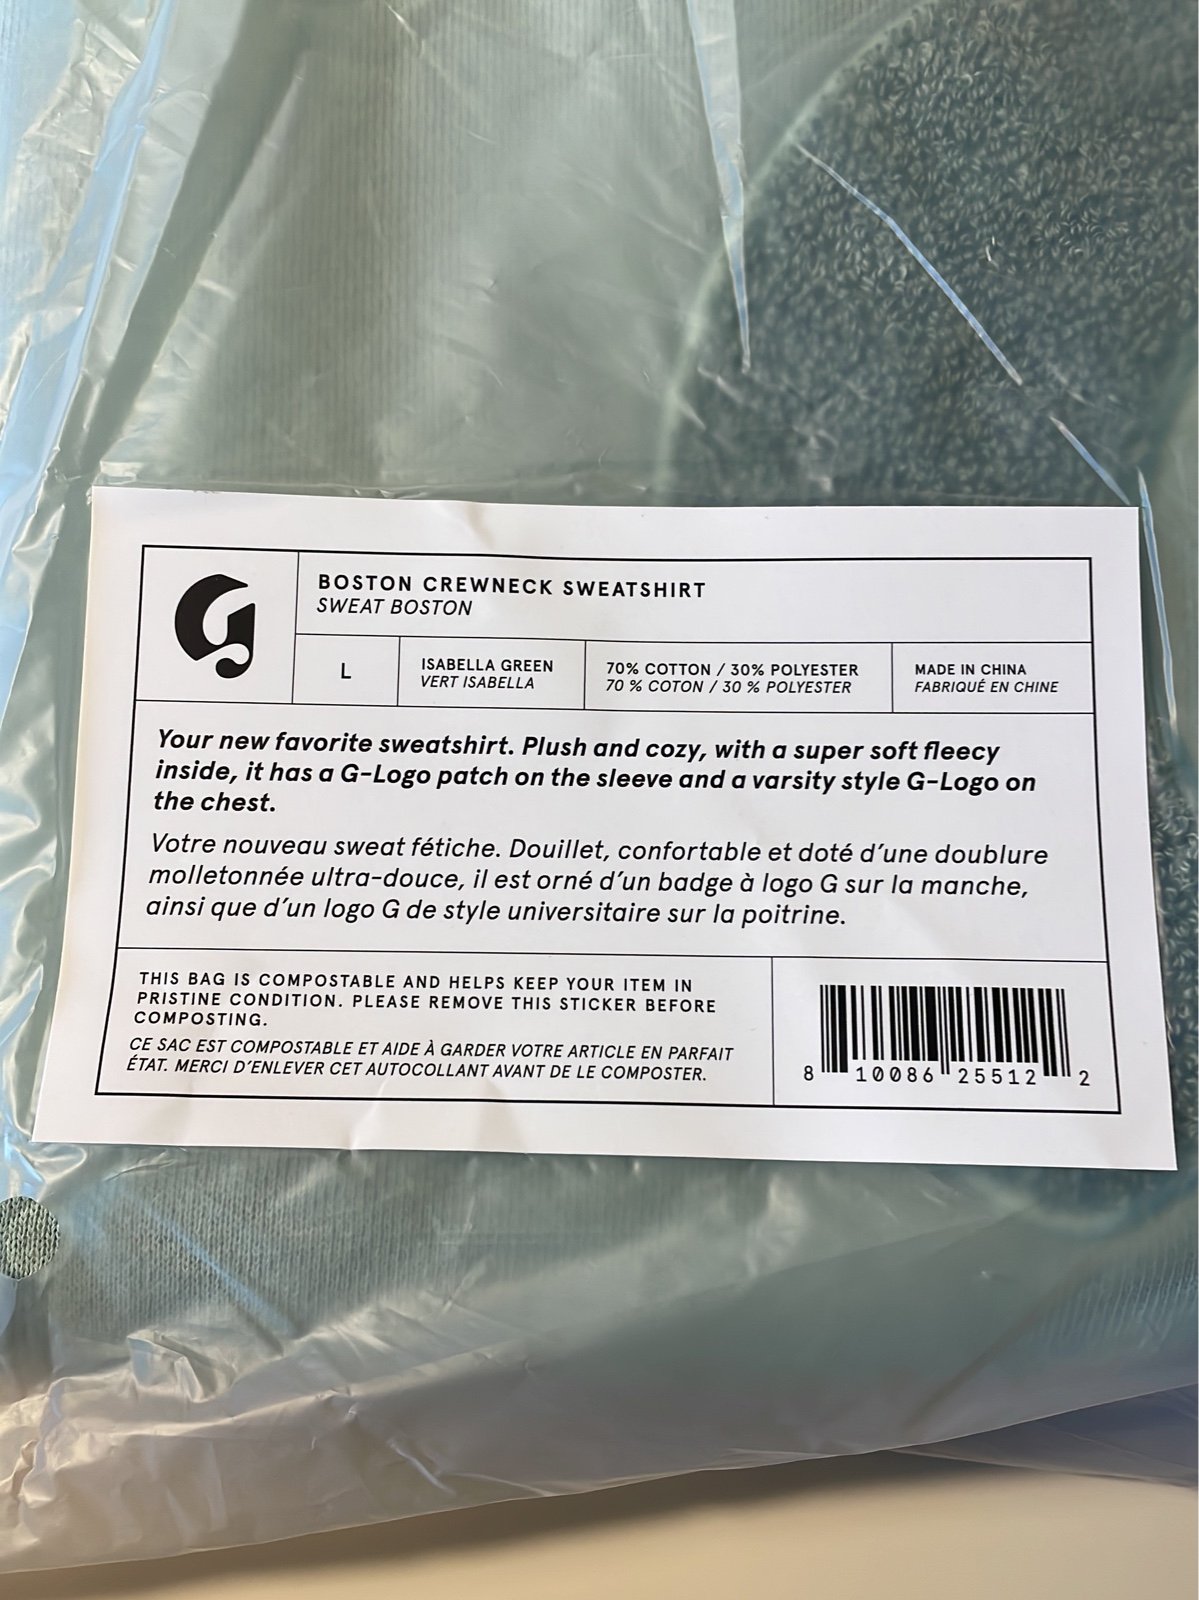 G
BOSTON CREWNECK SWEATSHIRT
SWEAT BOSTON
L
ISABELLA GREEN
VERT ISABELLA
70% COTTON / 30% POLYESTER
70 % COTON / 30 % POLYESTER
MADE IN CHINA
FABRIQUÉ EN CHINE
Your new favorite sweatshirt. Plush and cozy, with a super soft fleecy
inside, it has a G-Logo patch on the sleeve and a varsity style G-Logo on
the chest.
Votre nouveau sweat fétiche. Douillet, confortable et doté d'une doublure
molletonnée ultra-douce, il est orné d'un badge à logo G sur la manche,
ainsi que d'un logo G de style universitaire sur la poitrine.
THIS BAG IS COMPOSTABLE AND HELPS KEEP YOUR ITEM IN
PRISTINE CONDITION. PLEASE REMOVE THIS STICKER BEFORE
COMPOSTING.
CE SAC EST COMPOSTABLE ET AIDE À GARDER VOTRE ARTICLE EN PARFAIT
ÉTAT. MERCI D'ENLEVER CET AUTOCOLLANT AVANT DE LE COMPOSTER.
8 10086 25512 2